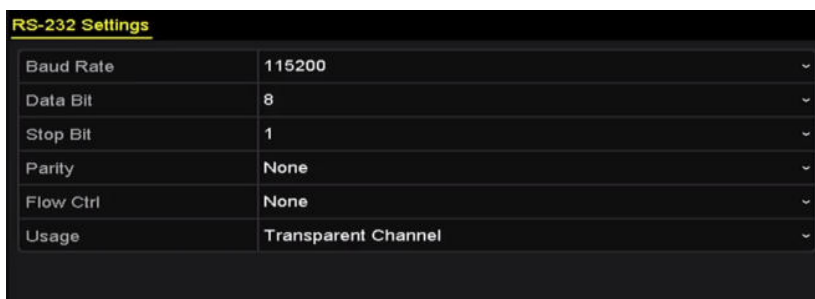 RS-232 Settings
Baud Rate 115200
Data Bit 8
Stop Bit 1
Parity None
Flow Ctrl None
Usage Transparent Channel